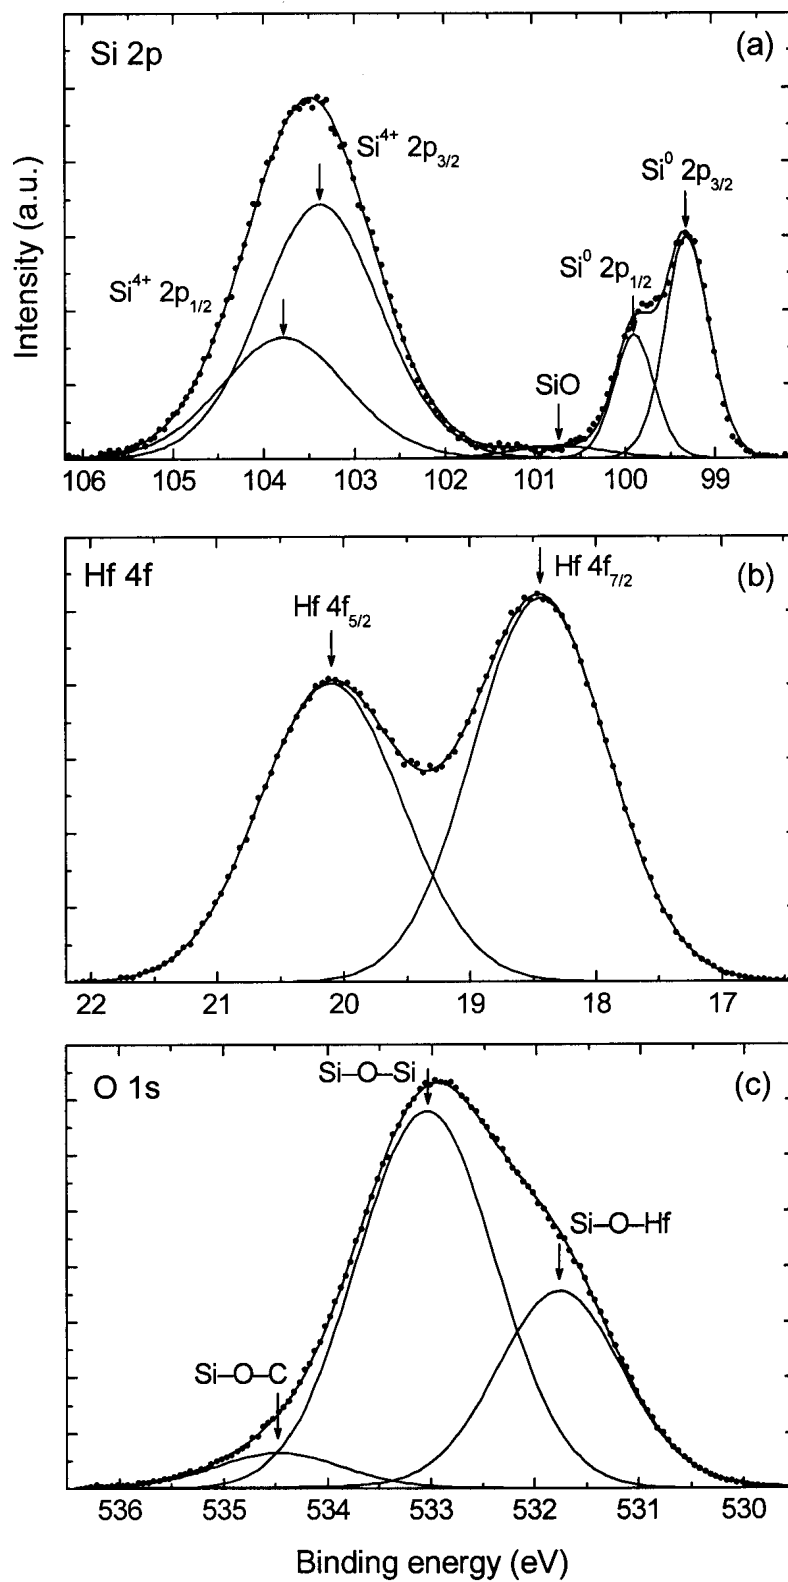 Si 2p
(a)
Si⁴⁺ 2p₃/₂
Si⁰ 2p₃/₂
Si⁴⁺ 2p₁/₂
Si⁰ 2p₁/₂
SiO
Intensity (a.u.)
106 105 104 103 102 101 100 99
Hf 4f
(b)
Hf 4f₇/₂
Hf 4f₅/₂
22 21 20 19 18 17
O 1s
(c)
Si–O–Si
Si–O–Hf
Si–O–C
536 535 534 533 532 531 530
Binding energy (eV)